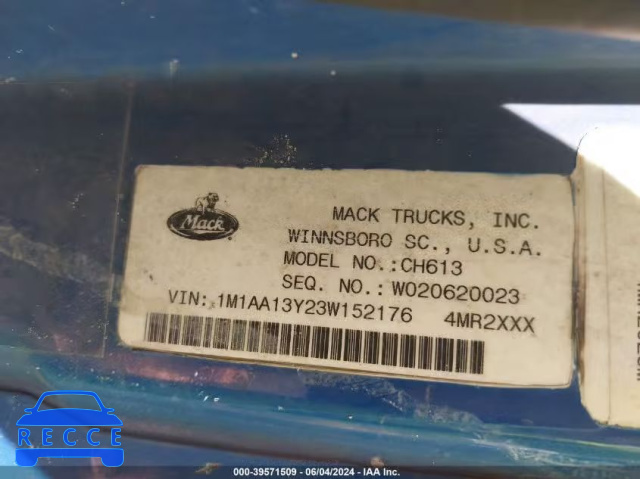 Mack
MACK TRUCKS, INC.
WINNSBORO SC., U.S.A.
MODEL NO.:CH613
SEQ. NO.:W020620023
VIN: 1M1AA13Y23W152176 4MR2XXX
RECCE
000-39571509 - 06/04/2024 - IAA Inc.